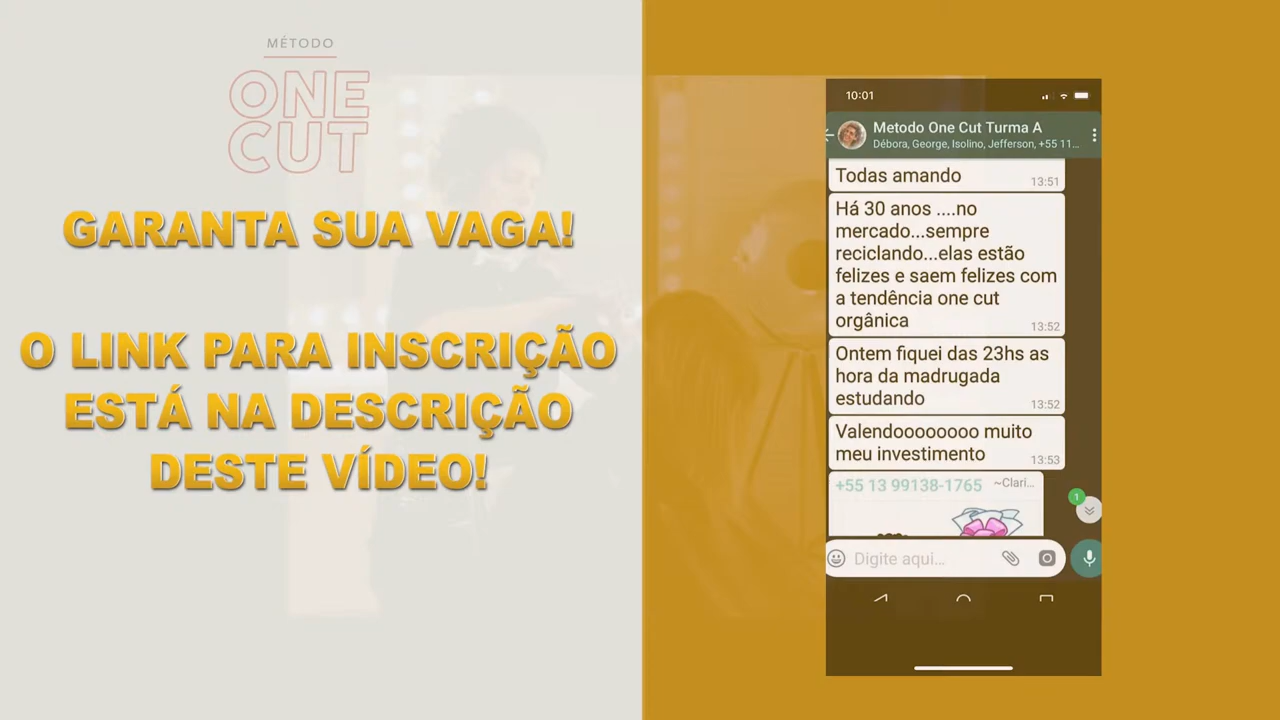 MÉTODO
ONE
CUT
GARANTA SUA VAGA!
O LINK PARA INSCRIÇÃO
ESTÁ NA DESCRIÇÃO
DESTE VÍDEO!
10:01
Metodo One Cut Turma A
Débora, George, Isolino, Jefferson, +55 11...
Todas amando
13:51
Há 30 anos ....no
mercado...sempre
reciclando...elas estão
felizes e saem felizes com
a tendência one cut
orgânica
13:52
Ontem fiquei das 23hs as
hora da madrugada
estudando
13:52
Valendoooooooo muito
meu investimento
13:53
+55 13 99138-1765 ~Clari...
1
Digite aqui...